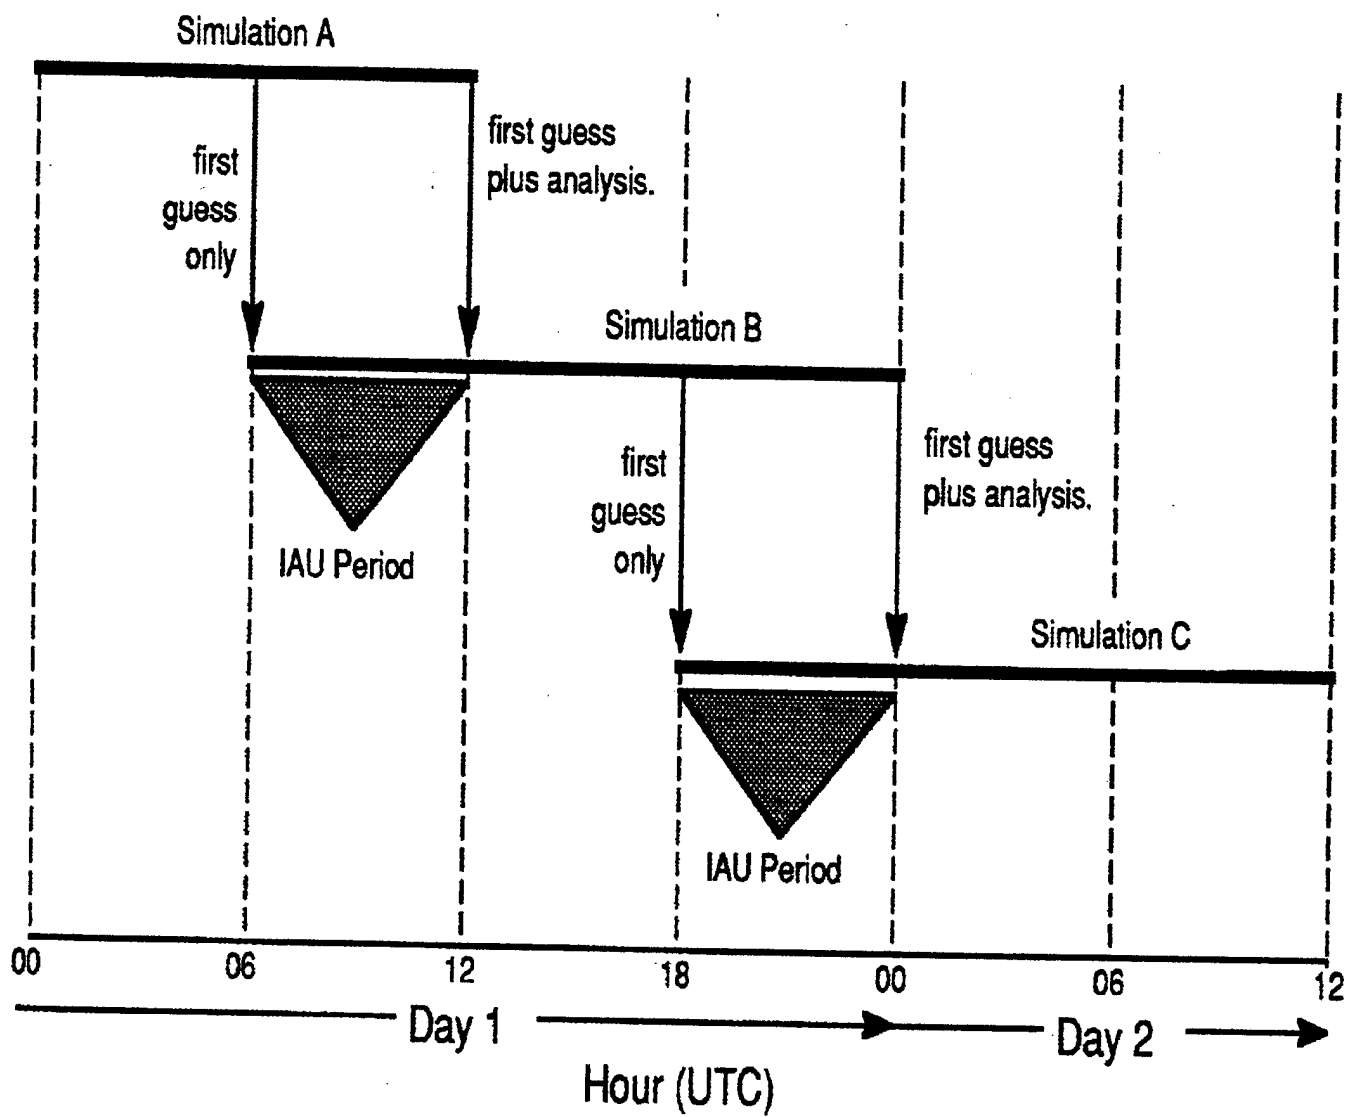 Simulation A
first guess
plus analysis.
first
guess
only
Simulation B
IAU Period
first
guess
only
first guess
plus analysis.
Simulation C
IAU Period
00 06 12 18 00 06 12
Day 1 Day 2
Hour (UTC)